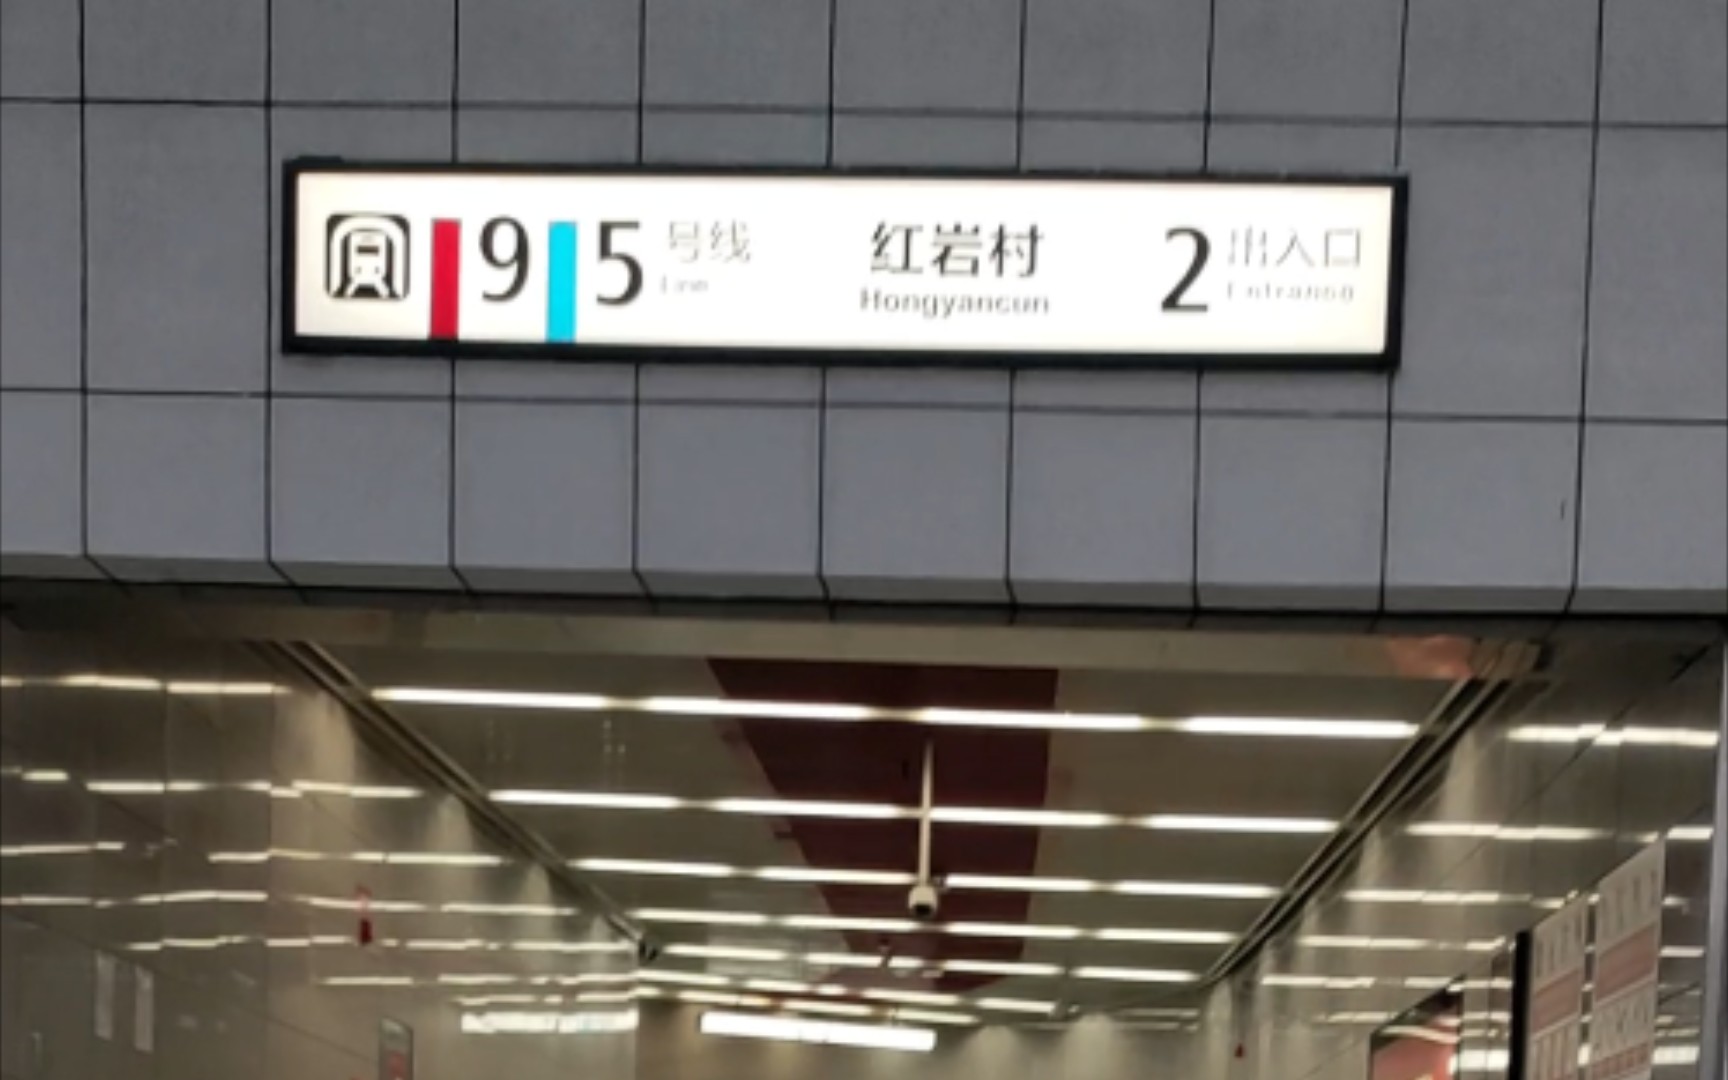 9 5 号线
Line
红岩村
Hongyancun
2 出入口
Entrance